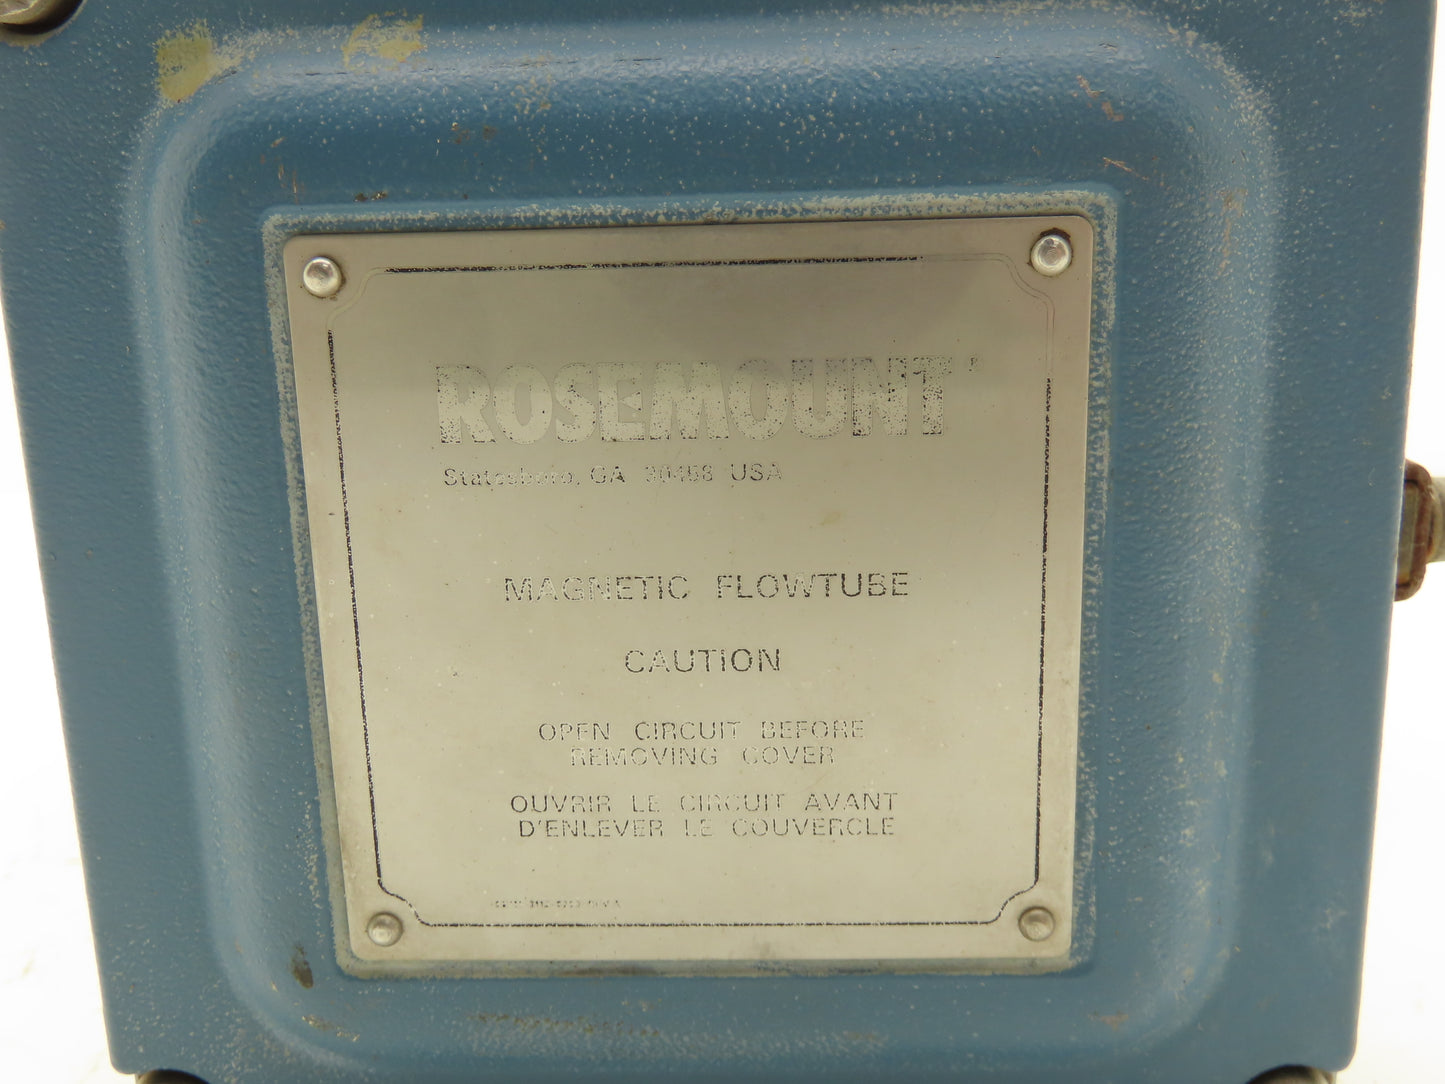 ROSEMOUNT®
Statesboro, GA 30458 USA
MAGNETIC FLOWTUBE
CAUTION
OPEN CIRCUIT BEFORE
REMOVING COVER
OUVRIR LE CIRCUIT AVANT
D'ENLEVER LE COUVERCLE